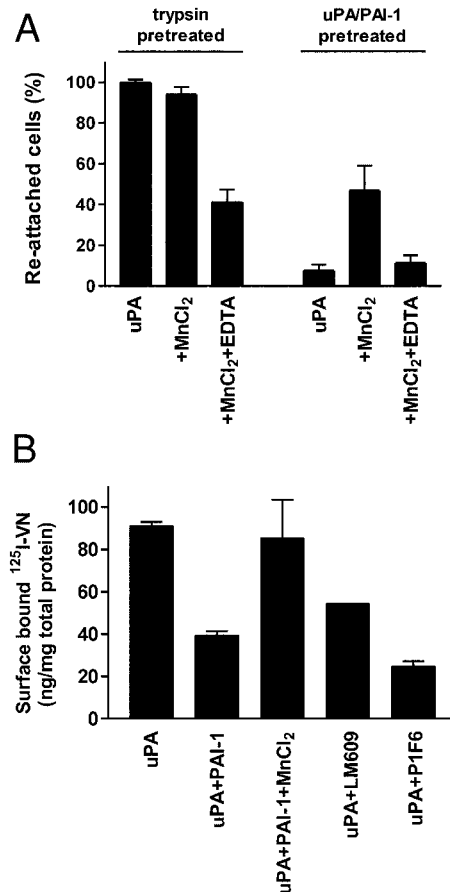 A
trypsin
pretreated
uPA/PAI-1
pretreated
Re-attached cells (%)
100
80
60
40
20
0
uPA
+MnCl₂
+MnCl₂+EDTA
uPA
+MnCl₂
+MnCl₂+EDTA
B
Surface bound ¹²⁵I-VN
(ng/mg total protein)
100
80
60
40
20
0
uPA
uPA+PAI-1
uPA+PAI-1+MnCl₂
uPA+LM609
uPA+P1F6